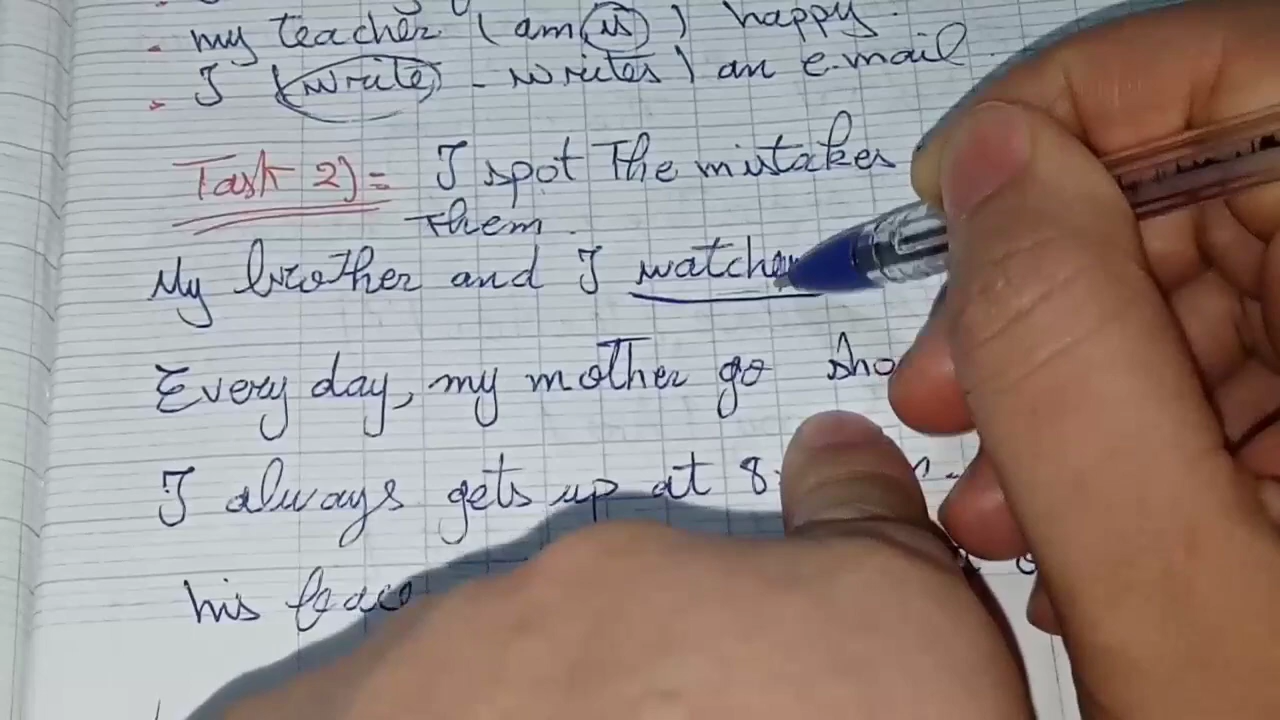 my teacher (am is) happy.
I (write - writes) an e.mail
Task 2)= I spot The mistakes
Them.
My brother and I
Every day, my mother go
I always gets up at 8
his